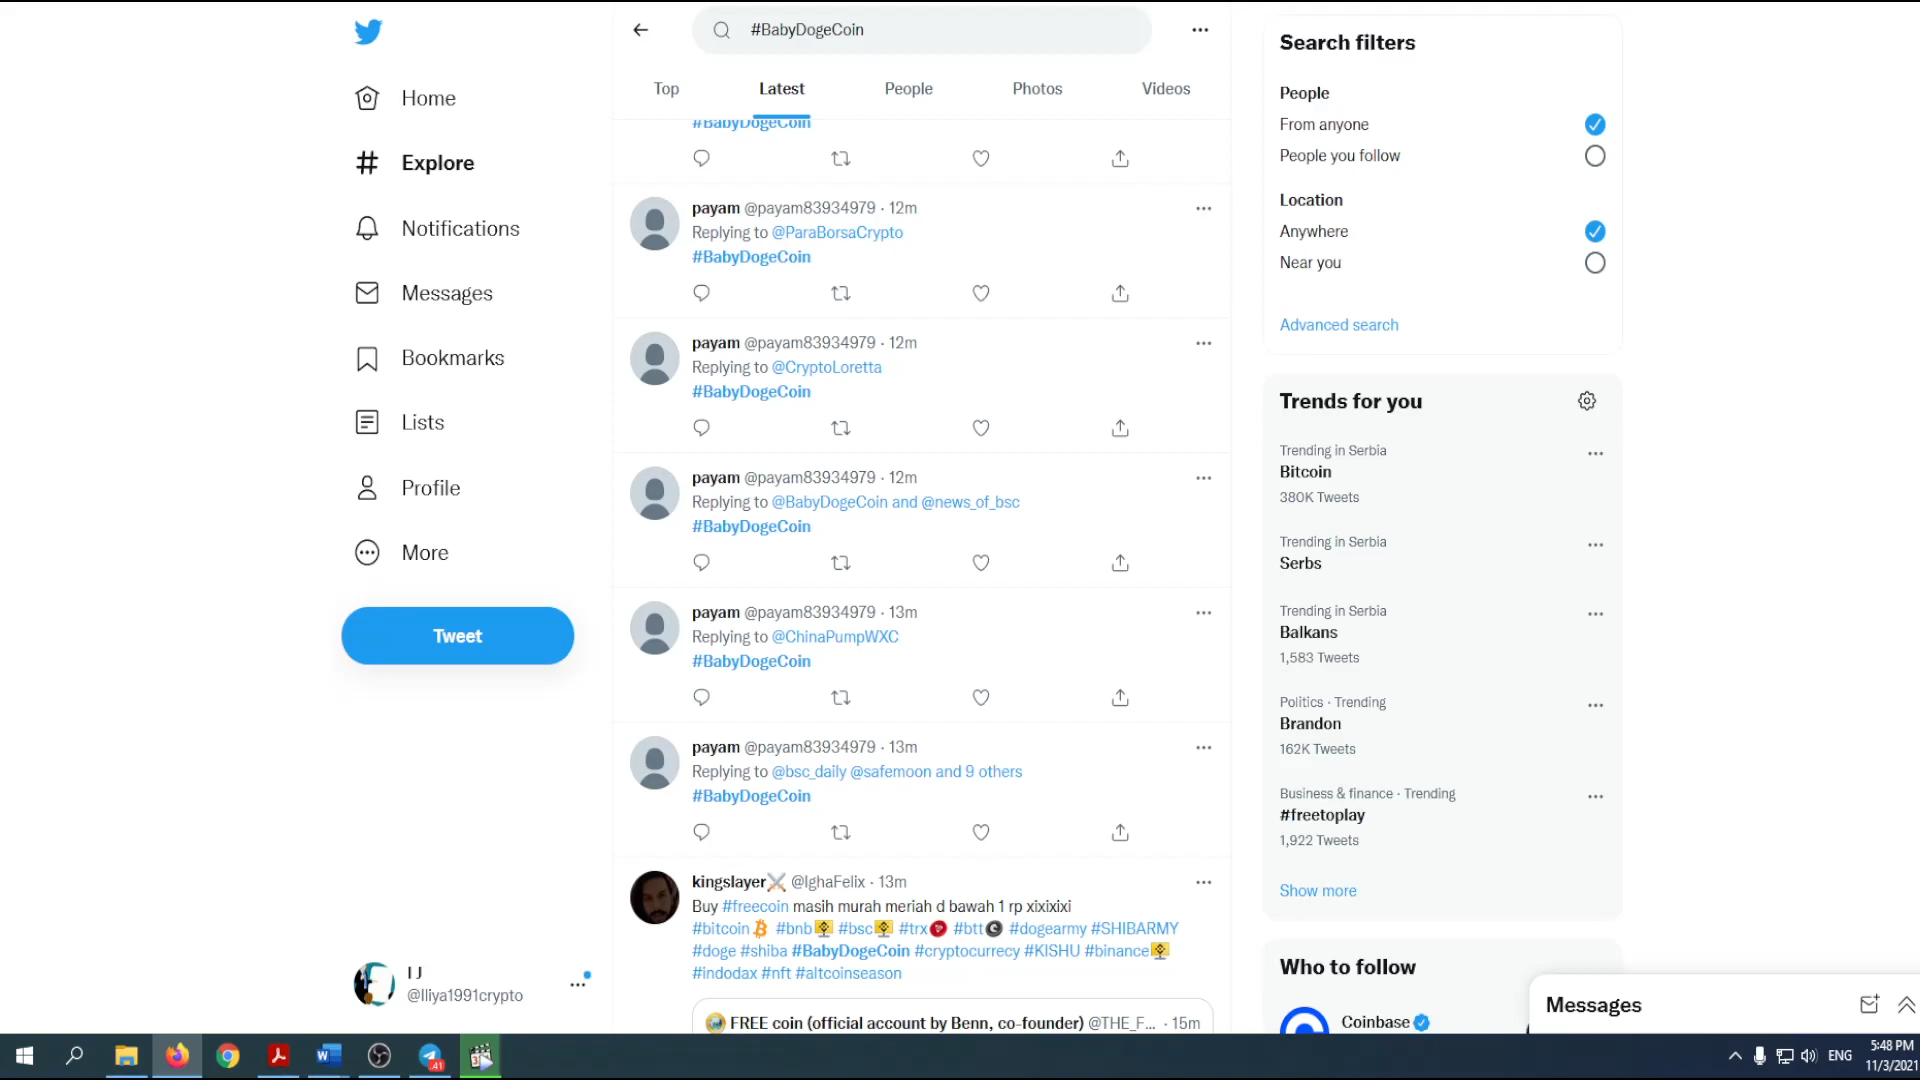 #BabyDogeCoin
Top
Latest
People
Photos
Videos
Home
Explore
Notifications
Messages
Bookmarks
Lists
Profile
More
Tweet
I J
@Iliya1991crypto
#BabyDogeCoin
payam @payam83934979 · 12m
Replying to @ParaBorsaCrypto
#BabyDogeCoin
payam @payam83934979 · 12m
Replying to @CryptoLoretta
#BabyDogeCoin
payam @payam83934979 · 12m
Replying to @BabyDogeCoin and @news_of_bsc
#BabyDogeCoin
payam @payam83934979 · 13m
Replying to @ChinaPumpWXC
#BabyDogeCoin
payam @payam83934979 · 13m
Replying to @bsc_daily @safemoon and 9 others
#BabyDogeCoin
kingslayer⚔️ @IghaFelix · 13m
Buy #freecoin masih murah meriah d bawah 1 rp xixixixi
#bitcoin #bnb #bsc #trx #btt #dogearmy #SHIBARMY
#doge #shiba #BabyDogeCoin #cryptocurrecy #KISHU #binance
#indodax #nft #altcoinseason
FREE coin (official account by Benn, co-founder) @THE_F... · 15m
Search filters
People
From anyone
People you follow
Location
Anywhere
Near you
Advanced search
Trends for you
Trending in Serbia
Bitcoin
380K Tweets
Trending in Serbia
Serbs
Trending in Serbia
Balkans
1,583 Tweets
Politics · Trending
Brandon
162K Tweets
Business & finance · Trending
#freetoplay
1,922 Tweets
Show more
Who to follow
Coinbase
Messages
41
ENG
5:48 PM
11/3/2021